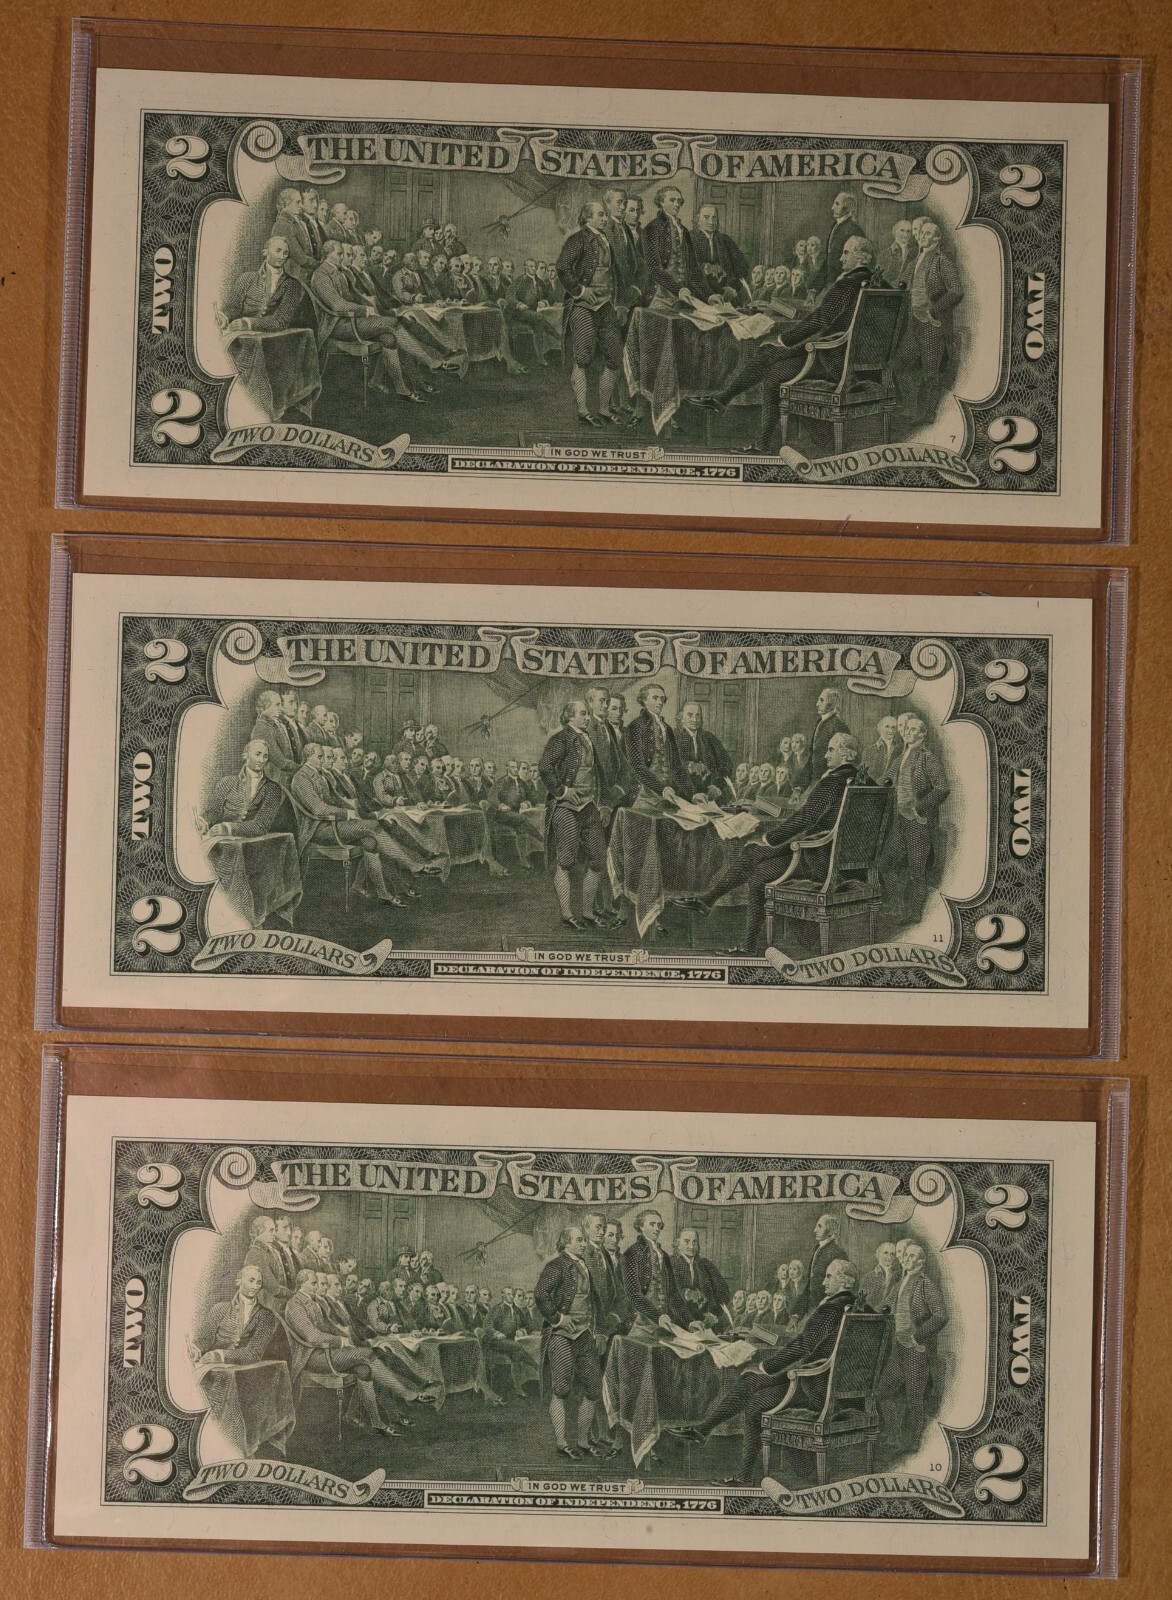 2 THE UNITED STATES OF AMERICA 2
TWO TWO
7
2 TWO DOLLARS IN GOD WE TRUST TWO DOLLARS 2
DECLARATION OF INDEPENDENCE, 1776
2 THE UNITED STATES OF AMERICA 2
TWO TWO
11
2 TWO DOLLARS IN GOD WE TRUST TWO DOLLARS 2
DECLARATION OF INDEPENDENCE, 1776
2 THE UNITED STATES OF AMERICA 2
TWO TWO
10
2 TWO DOLLARS IN GOD WE TRUST TWO DOLLARS 2
DECLARATION OF INDEPENDENCE, 1776